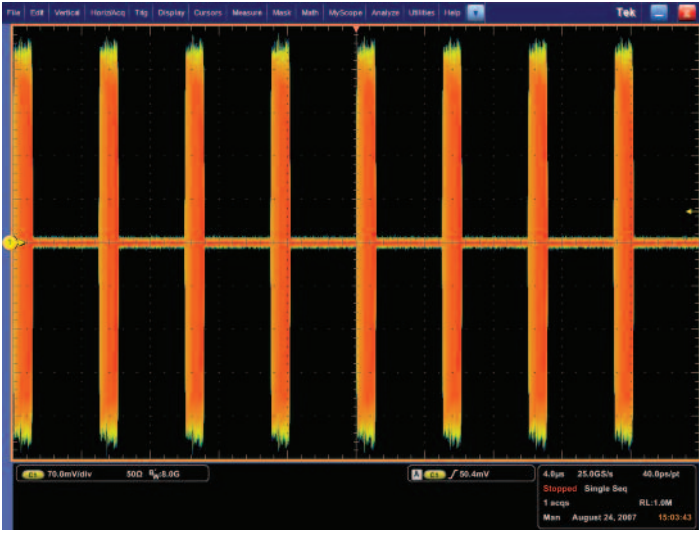 File Edit Vertical Horiz/Acq Trig Display Cursors Measure Mask Math MyScope Analyze Utilities Help Tek
1
C1 70.0mV/div 50Ω BW:8.0G
A C1 50.4mV
4.0µs 25.0GS/s 40.0ps/pt
Stopped Single Seq
1 acqs RL:1.0M
Man August 24, 2007 15:03:43